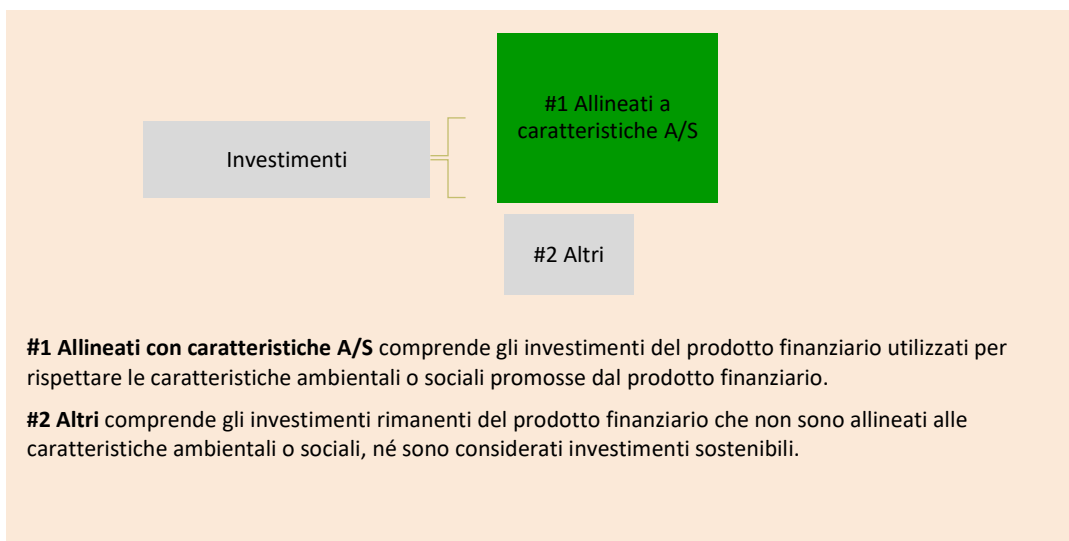 #1 Allineati a
caratteristiche A/S
Investimenti
#2 Altri
#1 Allineati con caratteristiche A/S comprende gli investimenti del prodotto finanziario utilizzati per
rispettare le caratteristiche ambientali o sociali promosse dal prodotto finanziario.
#2 Altri comprende gli investimenti rimanenti del prodotto finanziario che non sono allineati alle
caratteristiche ambientali o sociali, né sono considerati investimenti sostenibili.